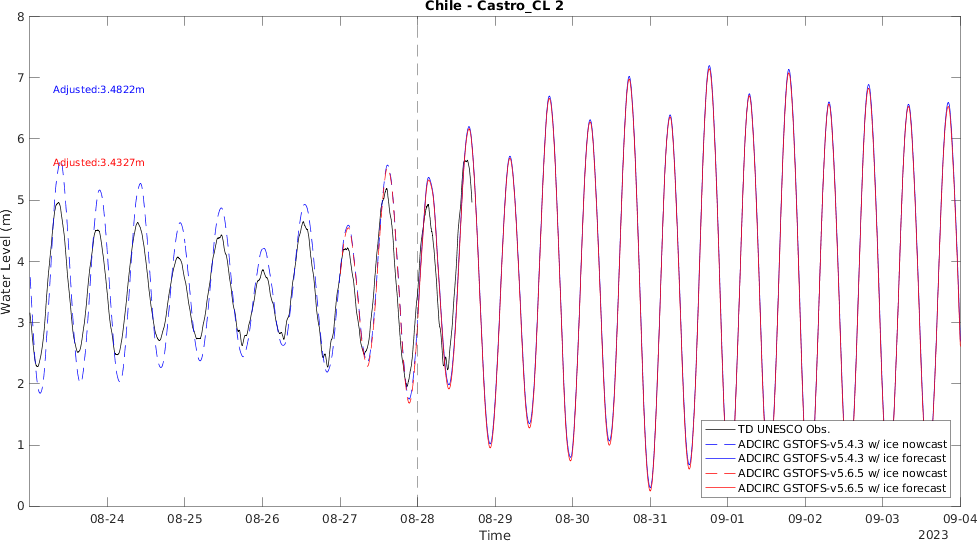 Chile - Castro_CL 2
8
7
6
5
4
3
2
1
0
Water Level (m)
Adjusted:3.4822m
Adjusted:3.4327m
TD UNESCO Obs.
ADCIRC GSTOFS-v5.4.3 w/ ice nowcast
ADCIRC GSTOFS-v5.4.3 w/ ice forecast
ADCIRC GSTOFS-v5.6.5 w/ ice nowcast
ADCIRC GSTOFS-v5.6.5 w/ ice forecast
08-24 08-25 08-26 08-27 08-28 08-29 08-30 08-31 09-01 09-02 09-03 09-04
Time
2023